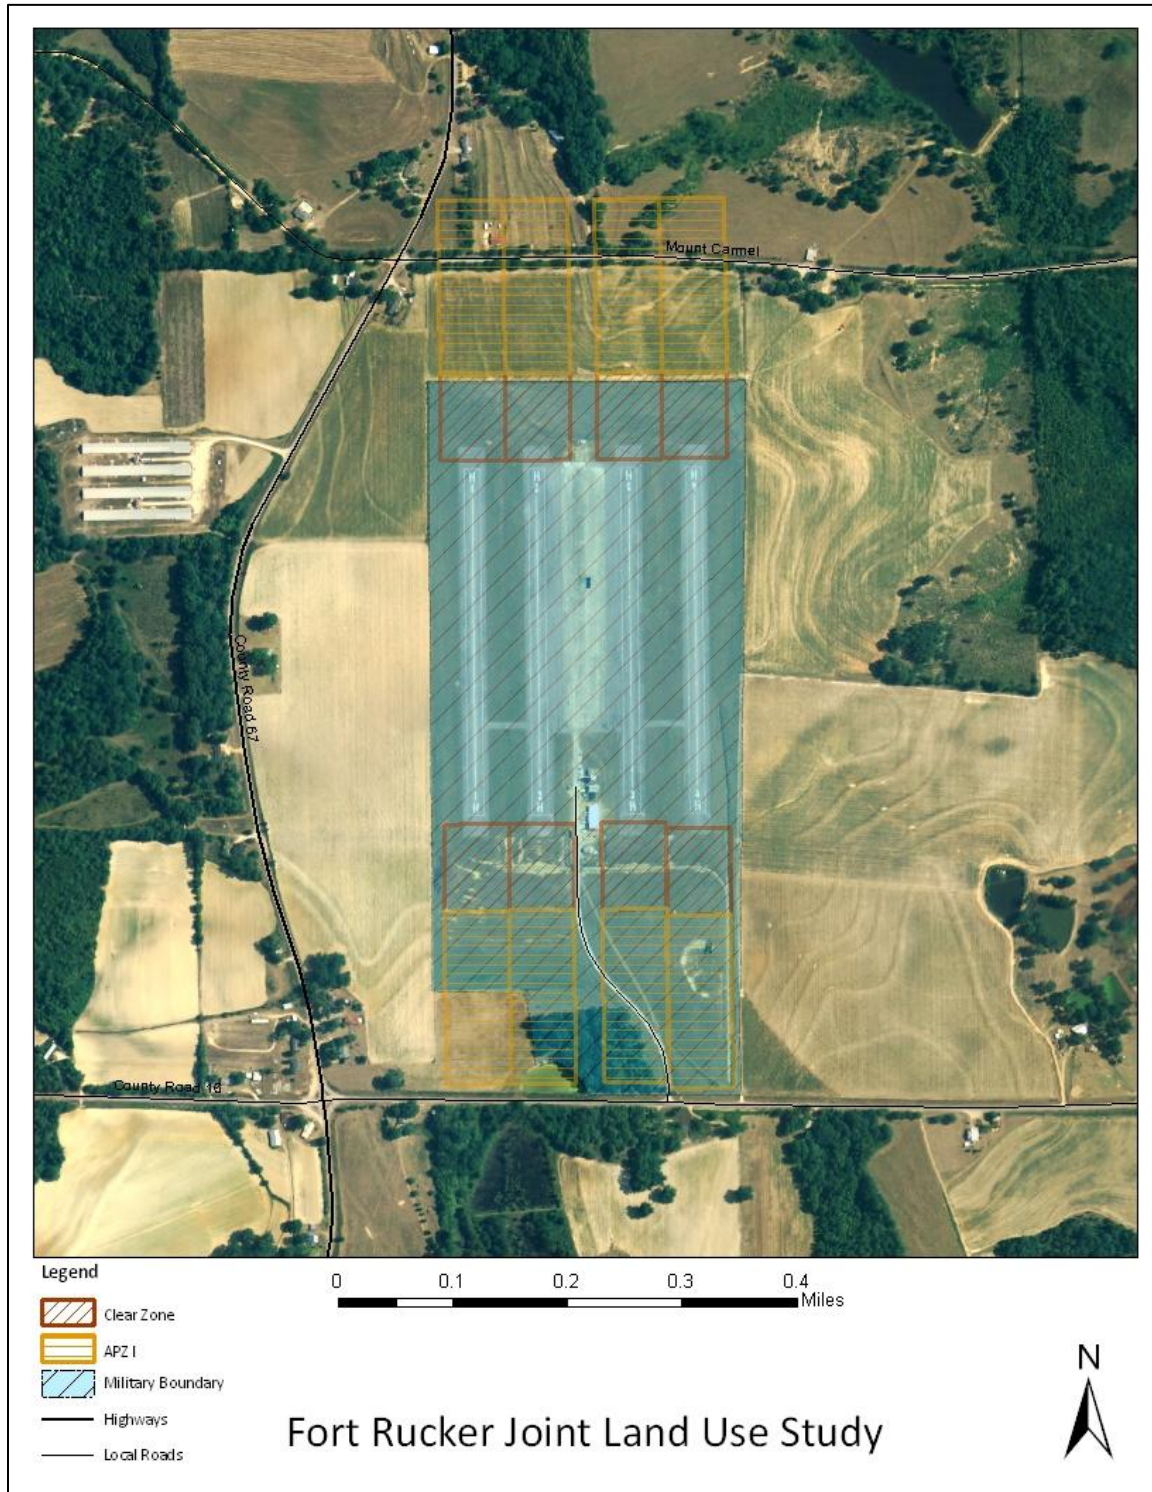 Mount Carmel
County Road 67
County Road 16
Legend
Clear Zone
APZ I
Military Boundary
Highways
Local Roads
0 0.1 0.2 0.3 0.4
Miles
N
Fort Rucker Joint Land Use Study